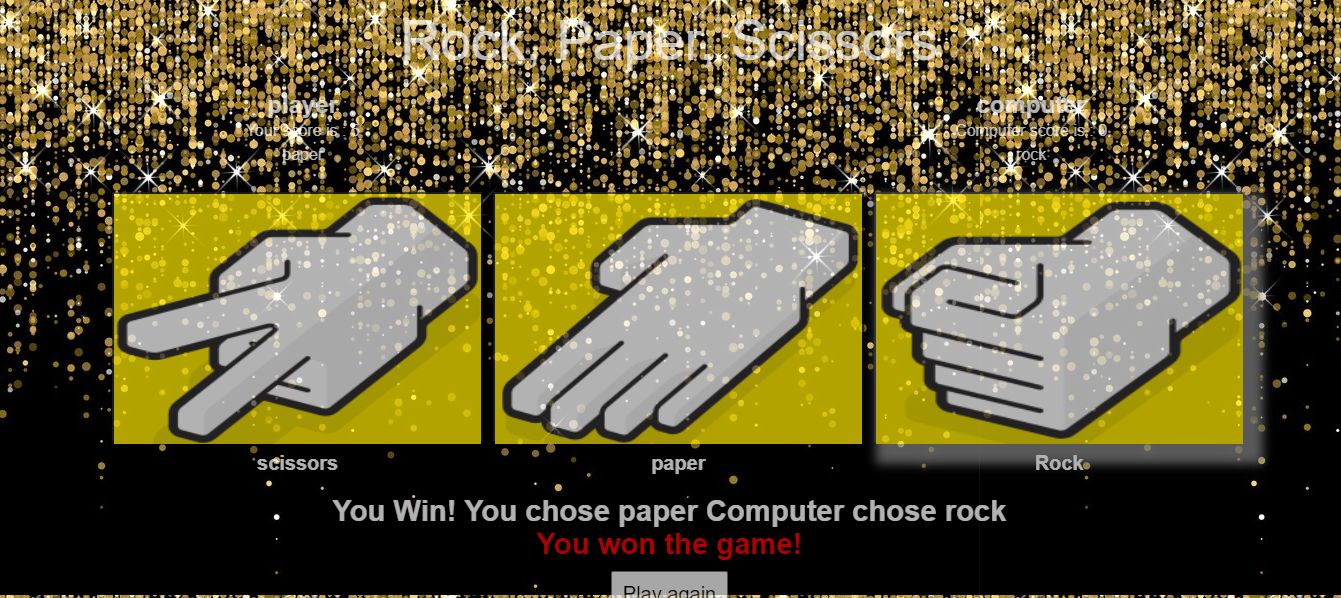 Rock, Paper, Scissors
player
computer
Your score is : 5
Computer score is : 0
paper
rock
scissors
paper
Rock
You Win! You chose paper Computer chose rock
You won the game!
Play again